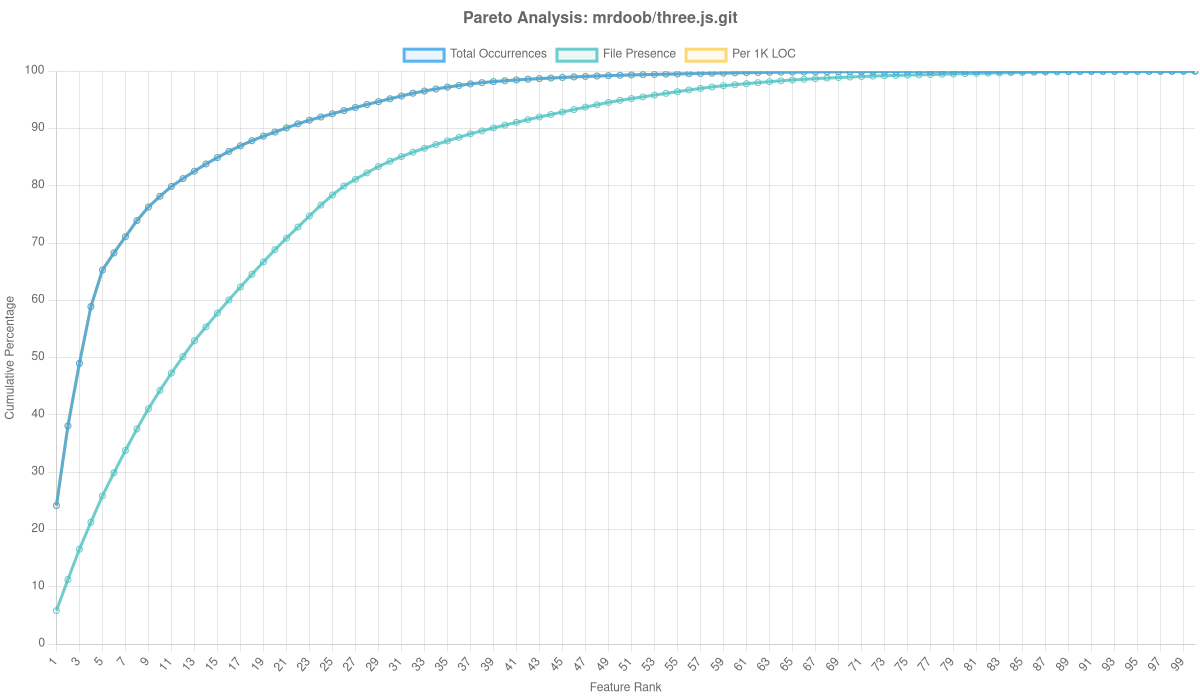 Pareto Analysis: mrdoob/three.js.git
Total Occurrences File Presence Per 1K LOC
100
90
80
70
60
50
40
30
20
10
0
Cumulative Percentage
1 3 5 7 9 11 13 15 17 19 21 23 25 27 29 31 33 35 37 39 41 43 45 47 49 51 53 55 57 59 61 63 65 67 69 71 73 75 77 79 81 83 85 87 89 91 93 95 97 99
Feature Rank